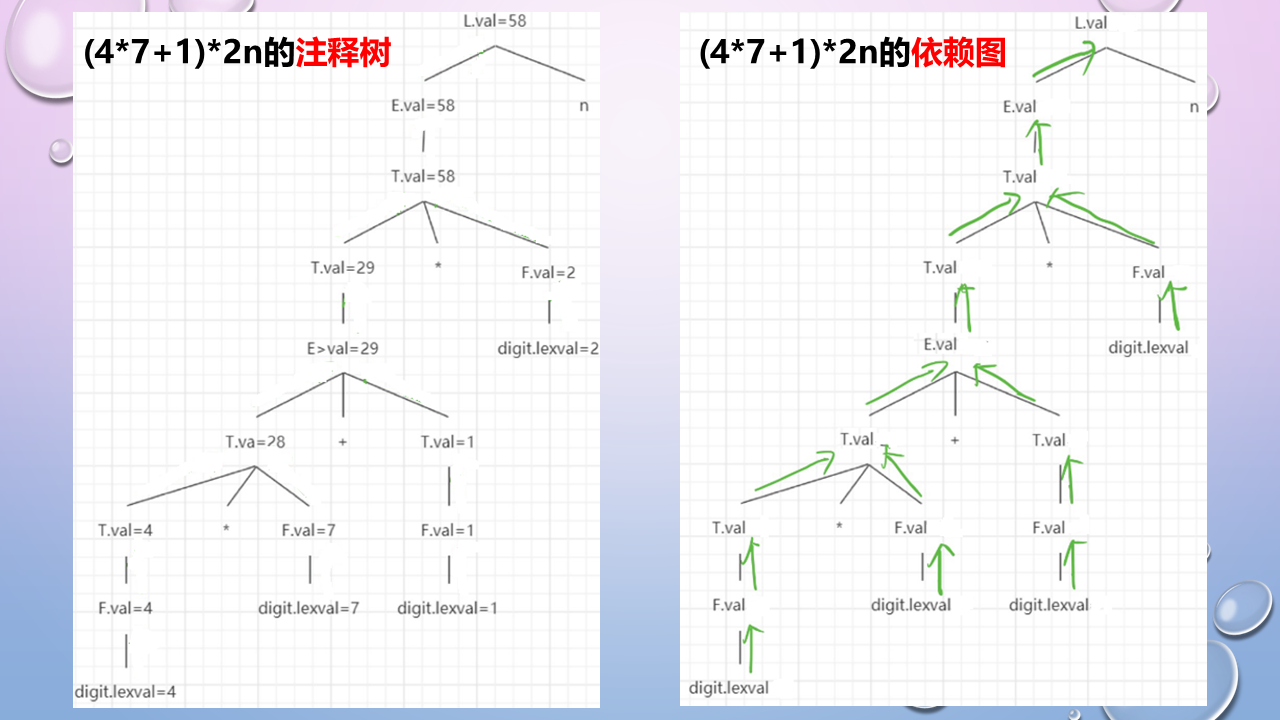 L.val=58
(4*7+1)*2n的注释树
E.val=58 n
T.val=58
T.val=29 * F.val=2
E>val=29 digit.lexval=2
T.va=28 + T.val=1
T.val=4 * F.val=7 F.val=1
F.val=4 digit.lexval=7 digit.lexval=1
digit.lexval=4
L.val
(4*7+1)*2n的依赖图
E.val n
T.val
T.val * F.val
E.val digit.lexval
T.val + T.val
T.val * F.val F.val
F.val digit.lexval digit.lexval
digit.lexval